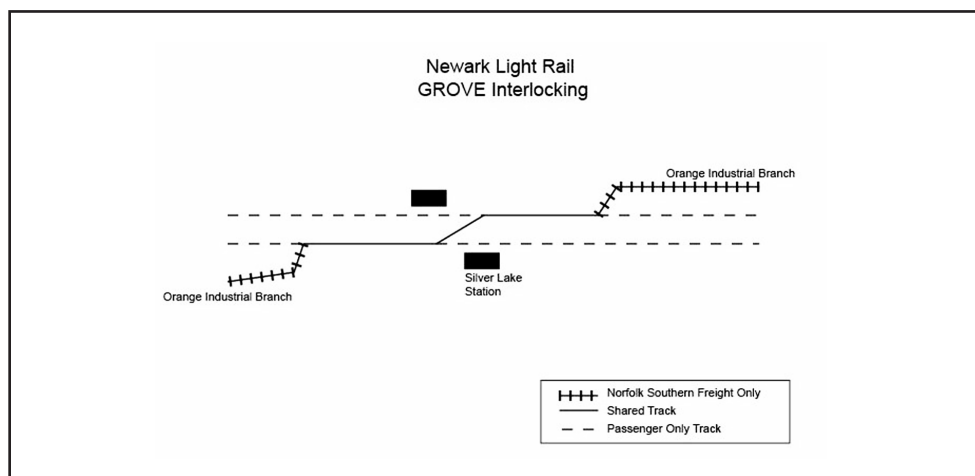 Newark Light Rail
GROVE Interlocking
Orange Industrial Branch
Silver Lake
Station
Orange Industrial Branch
Norfolk Southern Freight Only
Shared Track
Passenger Only Track